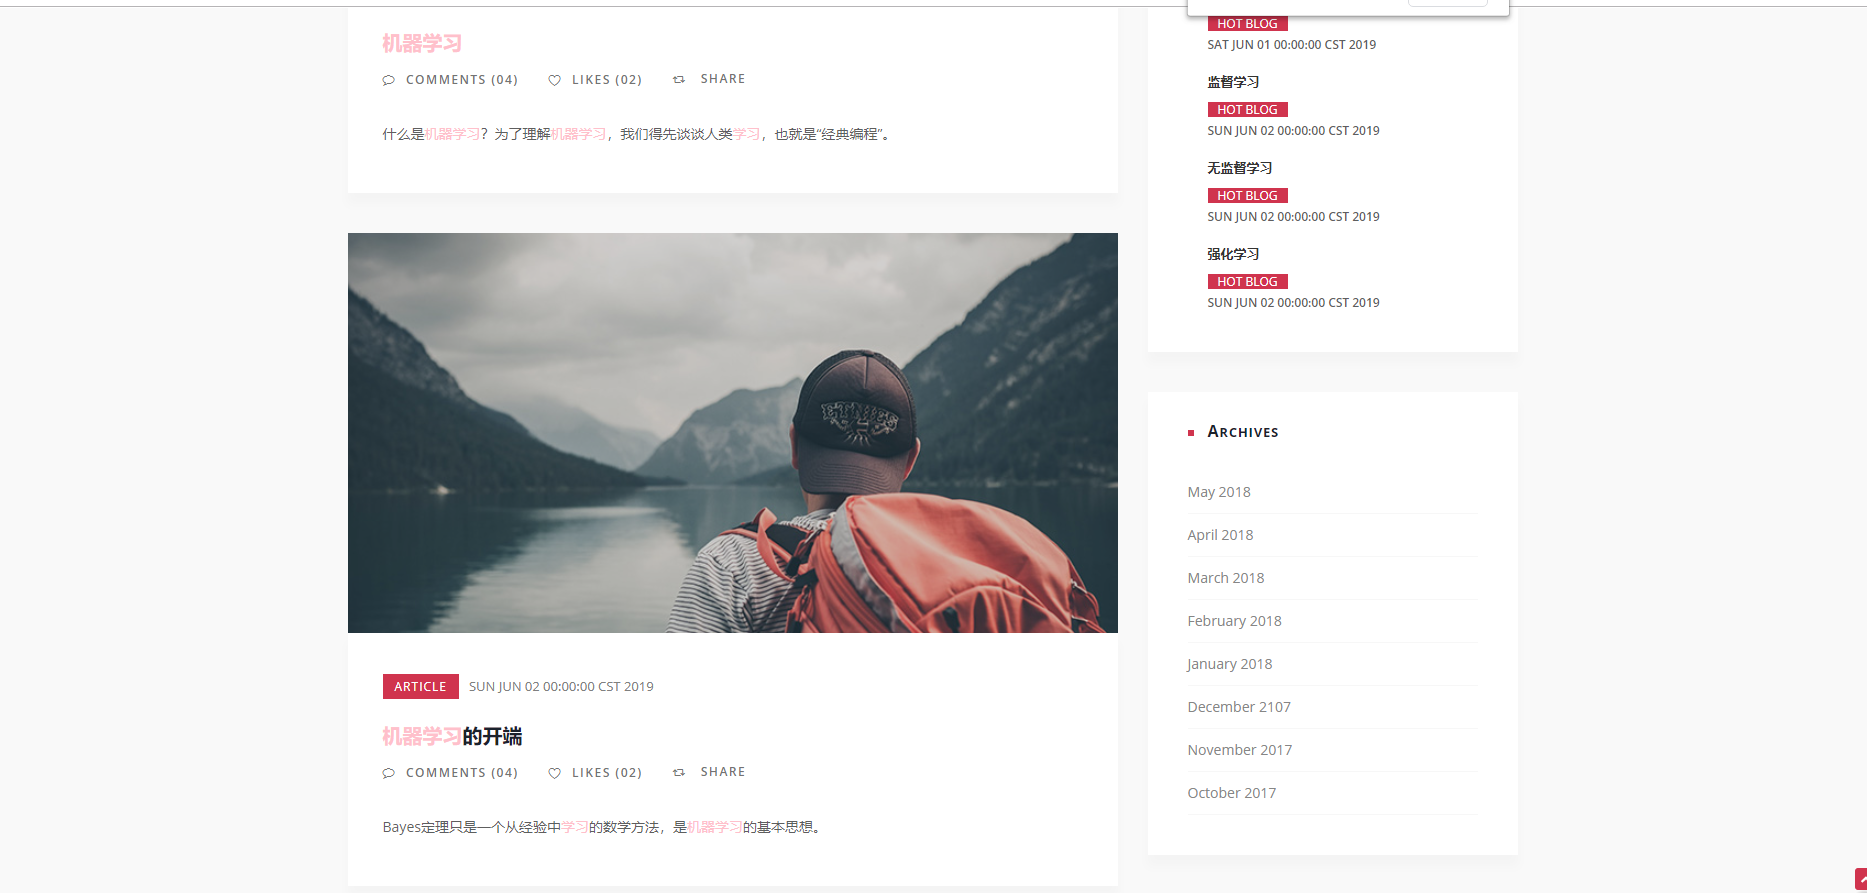 机器学习
COMMENTS (04) LIKES (02) SHARE
什么是机器学习？为了理解机器学习，我们得先谈谈人类学习，也就是“经典编程”。
ETNIES
ARTICLE SUN JUN 02 00:00:00 CST 2019
机器学习的开端
COMMENTS (04) LIKES (02) SHARE
Bayes定理只是一个从经验中学习的数学方法，是机器学习的基本思想。
HOT BLOG
SAT JUN 01 00:00:00 CST 2019
监督学习
HOT BLOG
SUN JUN 02 00:00:00 CST 2019
无监督学习
HOT BLOG
SUN JUN 02 00:00:00 CST 2019
强化学习
HOT BLOG
SUN JUN 02 00:00:00 CST 2019
ARCHIVES
May 2018
April 2018
March 2018
February 2018
January 2018
December 2107
November 2017
October 2017